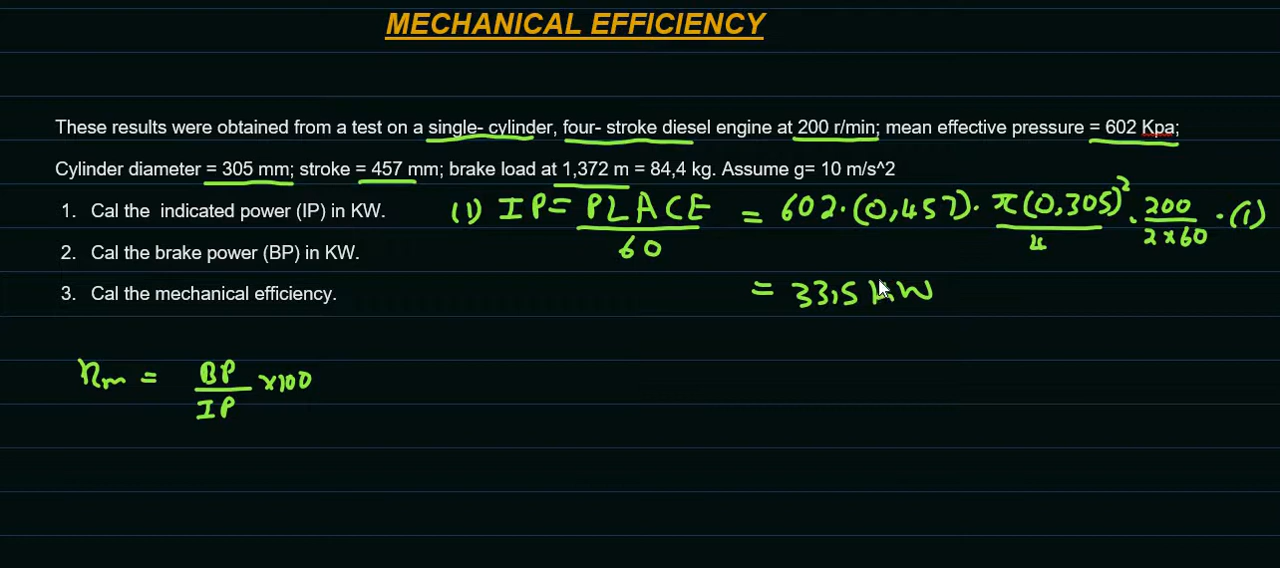 MECHANICAL EFFICIENCY
These results were obtained from a test on a single- cylinder, four- stroke diesel engine at 200 r/min; mean effective pressure = 602 Kpa;
Cylinder diameter = 305 mm; stroke = 457 mm; brake load at 1,372 m = 84,4 kg. Assume g= 10 m/s^2
1. Cal the indicated power (IP) in KW.
(1) IP = PLACE/60 = 602·(0,457)·π(0,305)²/4·200/2×60·(1)
2. Cal the brake power (BP) in KW.
3. Cal the mechanical efficiency.
= 33,5 kW
ηm = BP/IP ×100